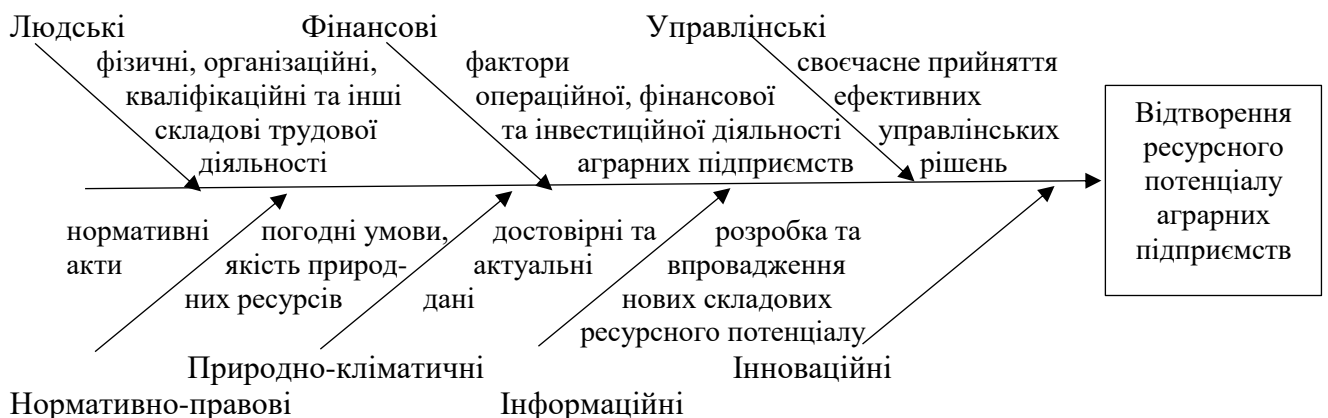 Людські
Фінансові
Управлінські
фізичні, організаційні,
кваліфікаційні та інші
складові трудової
діяльності
фактори
операційної, фінансової
та інвестиційної діяльності
аграрних підприємств
своєчасне прийняття
ефективних
управлінських
рішень
Відтворення
ресурсного
потенціалу
аграрних
підприємств
нормативні
акти
погодні умови,
якість природ-
них ресурсів
достовірні та
актуальні
дані
розробка та
впровадження
нових складових
ресурсного потенціалу
Природно-кліматичні
Інноваційні
Нормативно-правові
Інформаційні